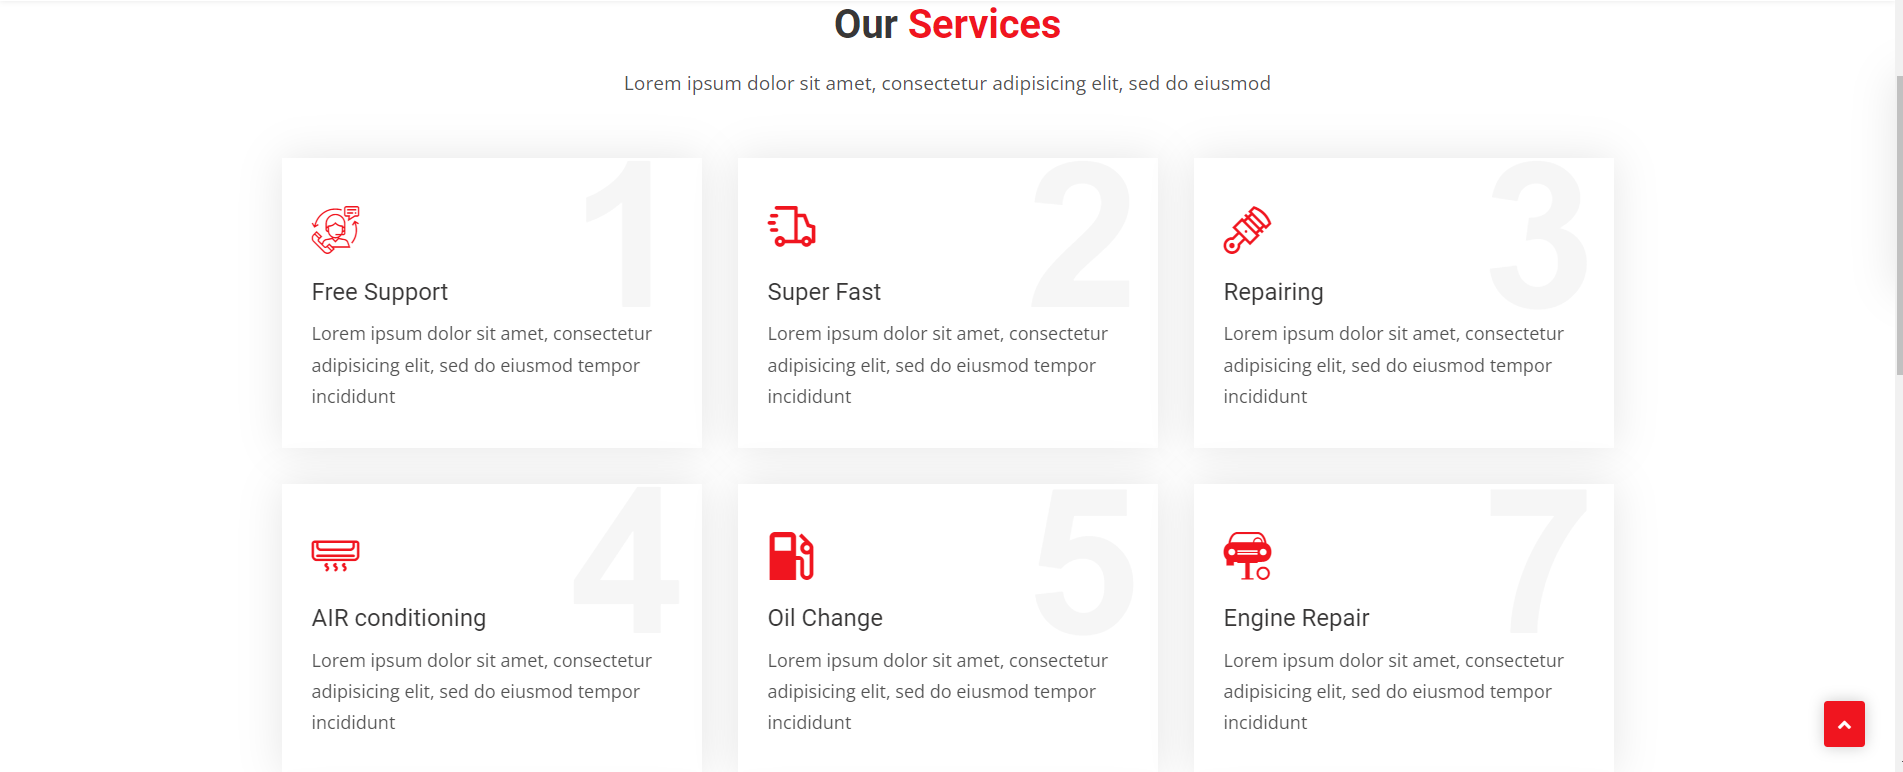 Our Services
Lorem ipsum dolor sit amet, consectetur adipisicing elit, sed do eiusmod
1
Free Support
Lorem ipsum dolor sit amet, consectetur
adipisicing elit, sed do eiusmod tempor
incididunt
2
Super Fast
Lorem ipsum dolor sit amet, consectetur
adipisicing elit, sed do eiusmod tempor
incididunt
3
Repairing
Lorem ipsum dolor sit amet, consectetur
adipisicing elit, sed do eiusmod tempor
incididunt
4
AIR conditioning
Lorem ipsum dolor sit amet, consectetur
adipisicing elit, sed do eiusmod tempor
incididunt
5
Oil Change
Lorem ipsum dolor sit amet, consectetur
adipisicing elit, sed do eiusmod tempor
incididunt
7
Engine Repair
Lorem ipsum dolor sit amet, consectetur
adipisicing elit, sed do eiusmod tempor
incididunt